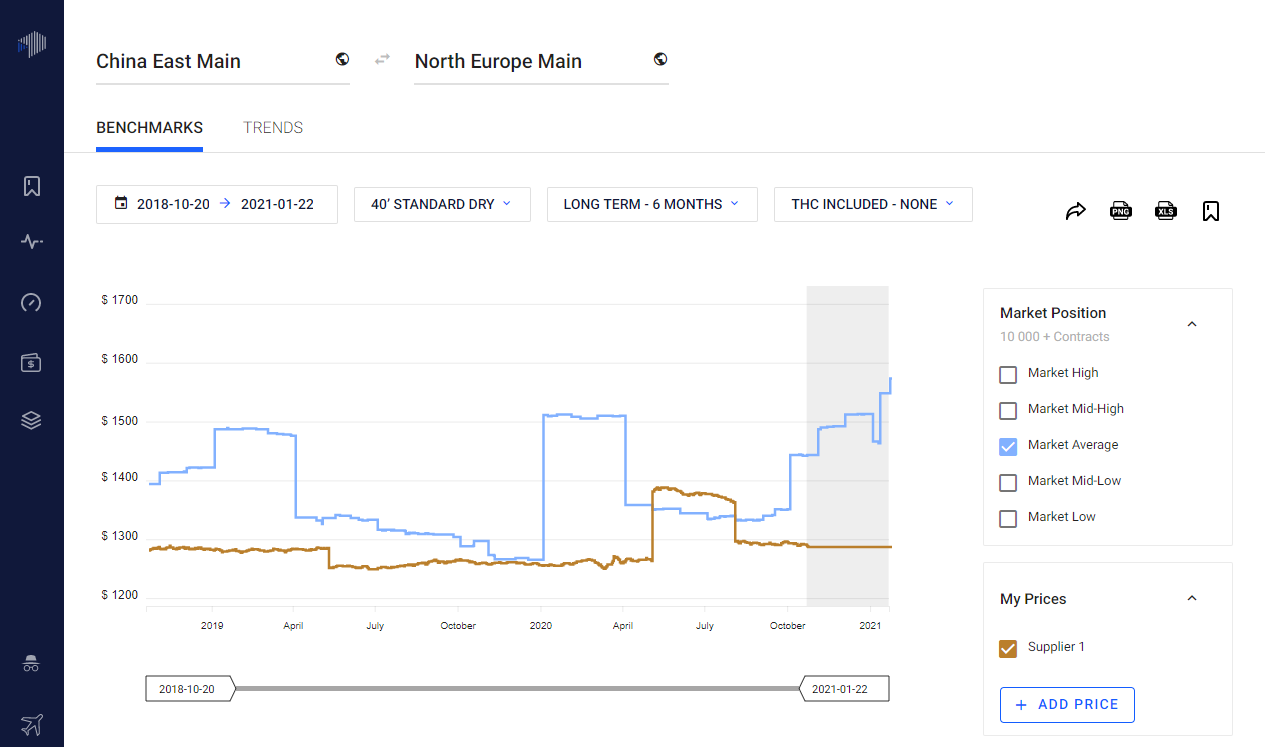 China East Main
North Europe Main
BENCHMARKS
TRENDS
2018-10-20 → 2021-01-22
40’ STANDARD DRY
LONG TERM - 6 MONTHS
THC INCLUDED - NONE
PNG
XLS
$ 1700
$ 1600
$ 1500
$ 1400
$ 1300
$ 1200
2019
April
July
October
2020
April
July
October
2021
2018-10-20
2021-01-22
Market Position
10 000 + Contracts
Market High
Market Mid-High
Market Average
Market Mid-Low
Market Low
My Prices
Supplier 1
+ ADD PRICE